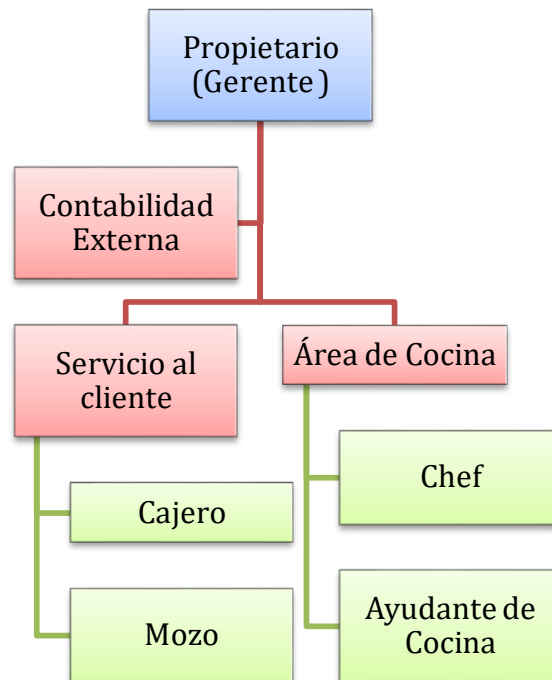 Propietario
(Gerente )
Contabilidad
Externa
Servicio al
cliente
Área de Cocina
Cajero
Chef
Mozo
Ayudante de
Cocina